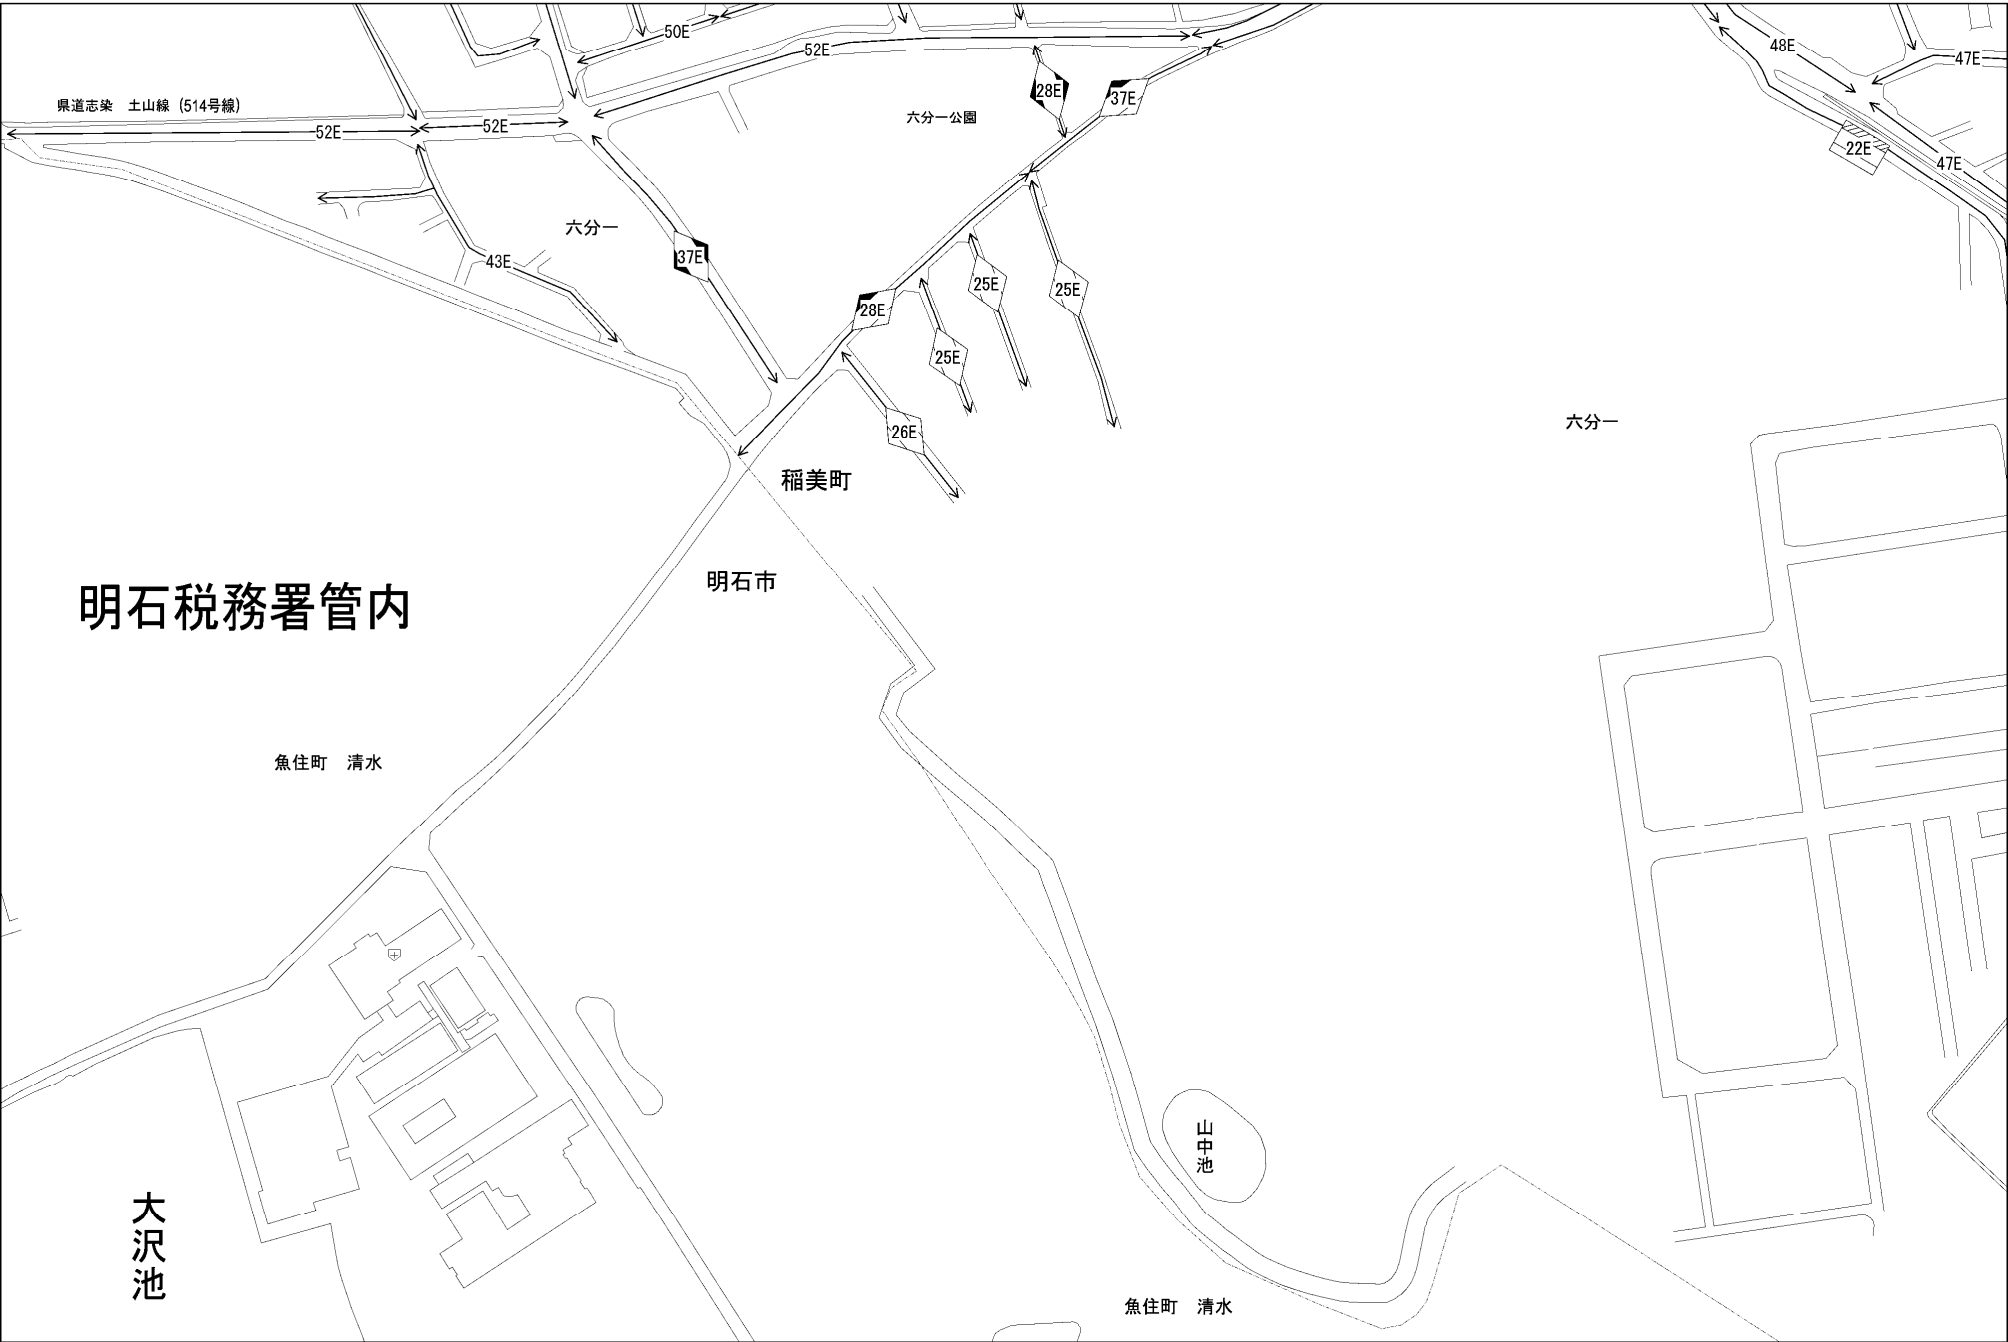 50E
52E
48E
47E
28E
37E
県道志染　土山線 (514号線)
六分一公園
52E
52E
22E
47E
六分一
37E
43E
25E
25E
28E
25E
26E
六分一
稲美町
明石市
明石税務署管内
魚住町　清水
山中池
大沢池
魚住町　清水